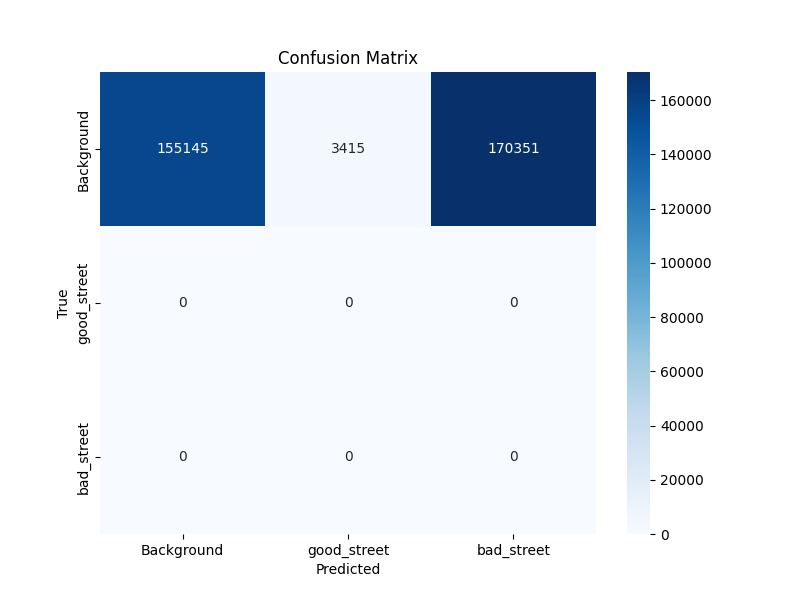 Confusion Matrix
Background
155145
3415
170351
good_street
0
0
0
bad_street
0
0
0
True
Background
good_street
bad_street
Predicted
160000
140000
120000
100000
80000
60000
40000
20000
0